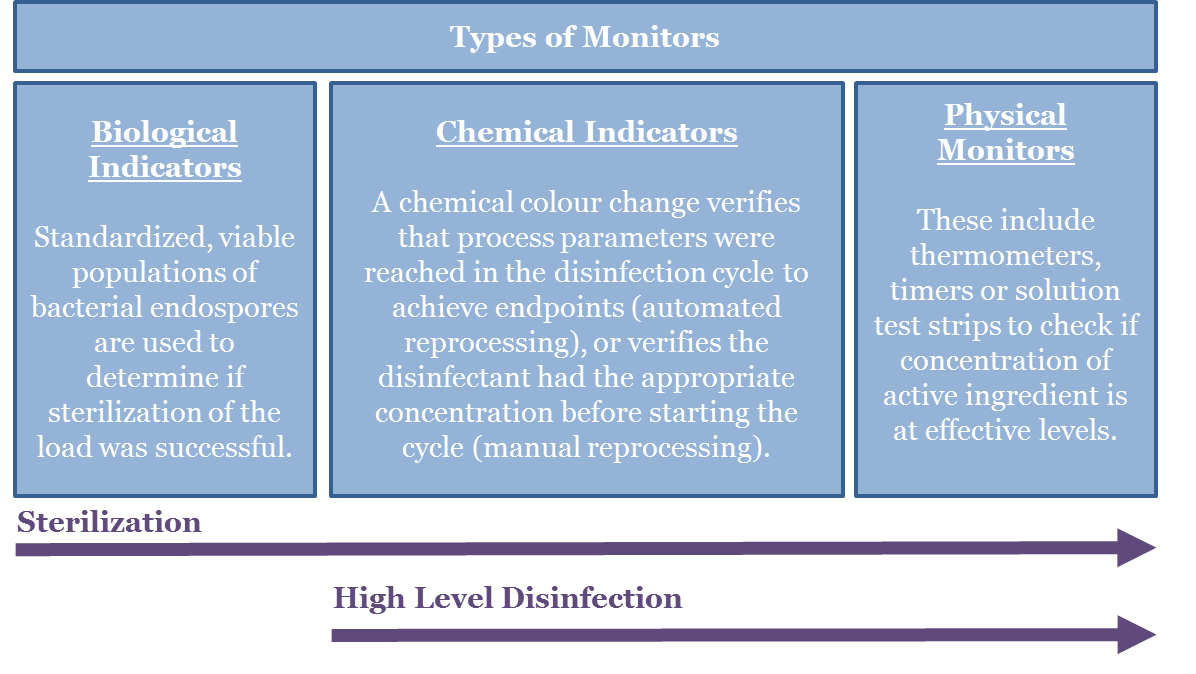 Types of Monitors
Biological
Indicators
Standardized, viable
populations of
bacterial endospores
are used to
determine if
sterilization of the
load was successful.
Chemical Indicators
A chemical colour change verifies
that process parameters were
reached in the disinfection cycle to
achieve endpoints (automated
reprocessing), or verifies the
disinfectant had the appropriate
concentration before starting the
cycle (manual reprocessing).
Physical
Monitors
These include
thermometers,
timers or solution
test strips to check if
concentration of
active ingredient is
at effective levels.
Sterilization
High Level Disinfection